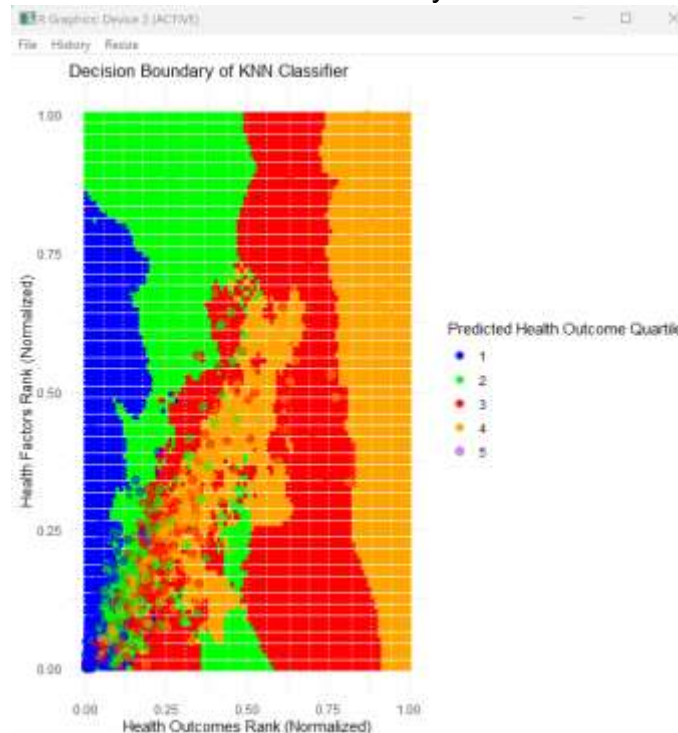 R Graphics: Device 2 (ACTIVE)
File History Resize
Decision Boundary of KNN Classifier
1.00
0.75
0.50
0.25
0.00
Health Factors Rank (Normalized)
0.00 0.25 0.50 0.75 1.00
Health Outcomes Rank (Normalized)
Predicted Health Outcome Quartile
1
2
3
4
5